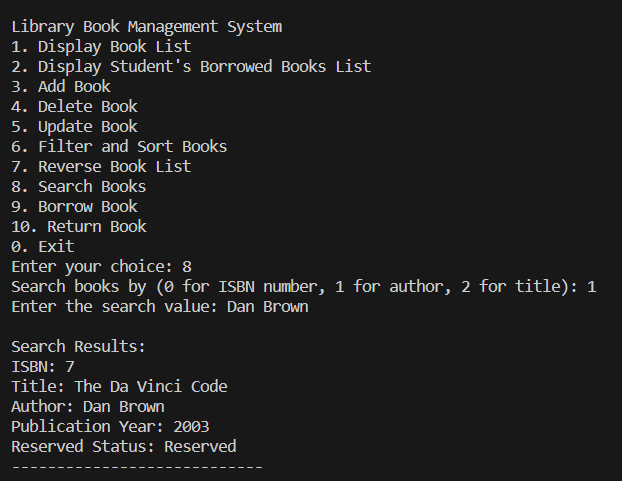 Library Book Management System
1. Display Book List
2. Display Student's Borrowed Books List
3. Add Book
4. Delete Book
5. Update Book
6. Filter and Sort Books
7. Reverse Book List
8. Search Books
9. Borrow Book
10. Return Book
0. Exit
Enter your choice: 8
Search books by (0 for ISBN number, 1 for author, 2 for title): 1
Enter the search value: Dan Brown
Search Results:
ISBN: 7
Title: The Da Vinci Code
Author: Dan Brown
Publication Year: 2003
Reserved Status: Reserved
----------------------------